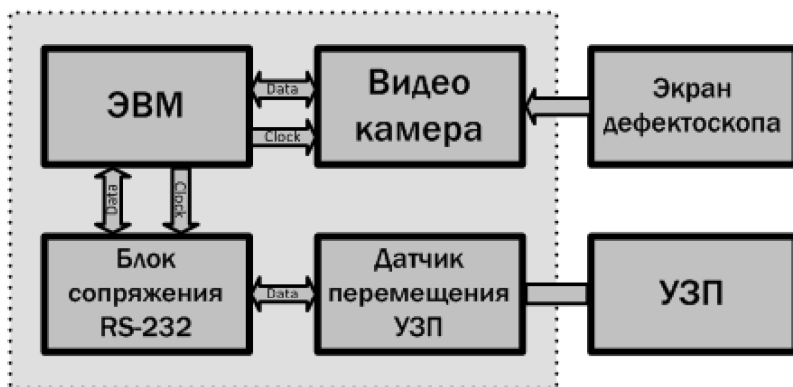 ЭВМ
Data
Clock
Видео
камера
Экран
дефектоскопа
Data
Clock
Блок
сопряжения
RS-232
Data
Датчик
перемещения
УЗП
УЗП